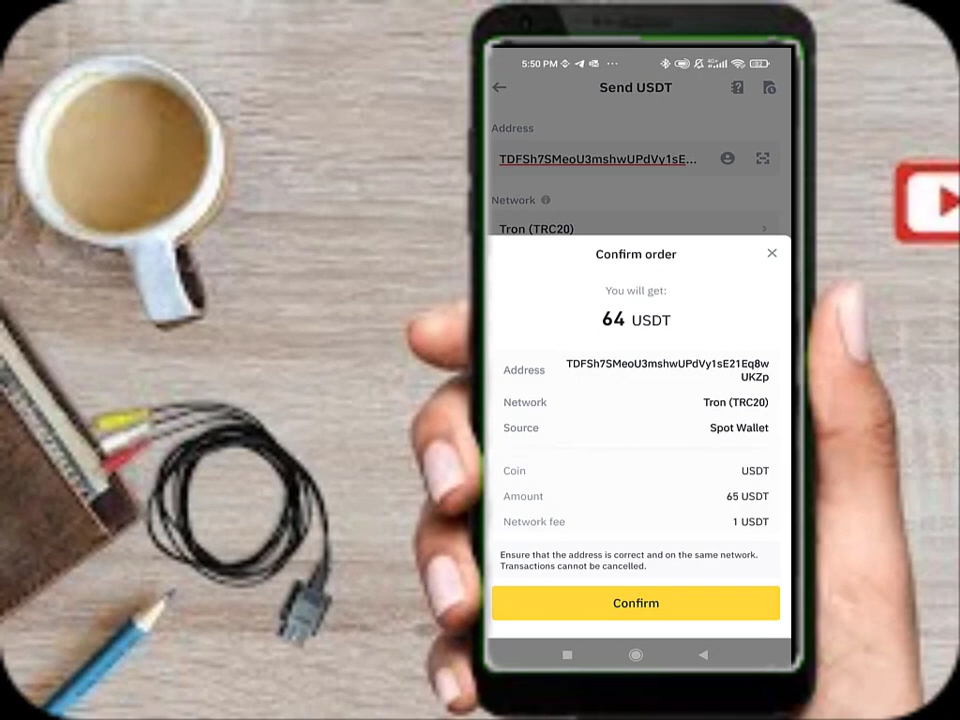 5:50 PM
Send USDT
Address
TDFSh7SMeoU3mshwUPdVy1sE...
Network
Tron (TRC20)
Confirm order
You will get:
64 USDT
Address TDFSh7SMeoU3mshwUPdVy1sE21Eq8w
UKZp
Network Tron (TRC20)
Source Spot Wallet
Coin USDT
Amount 65 USDT
Network fee 1 USDT
Ensure that the address is correct and on the same network.
Transactions cannot be cancelled.
Confirm